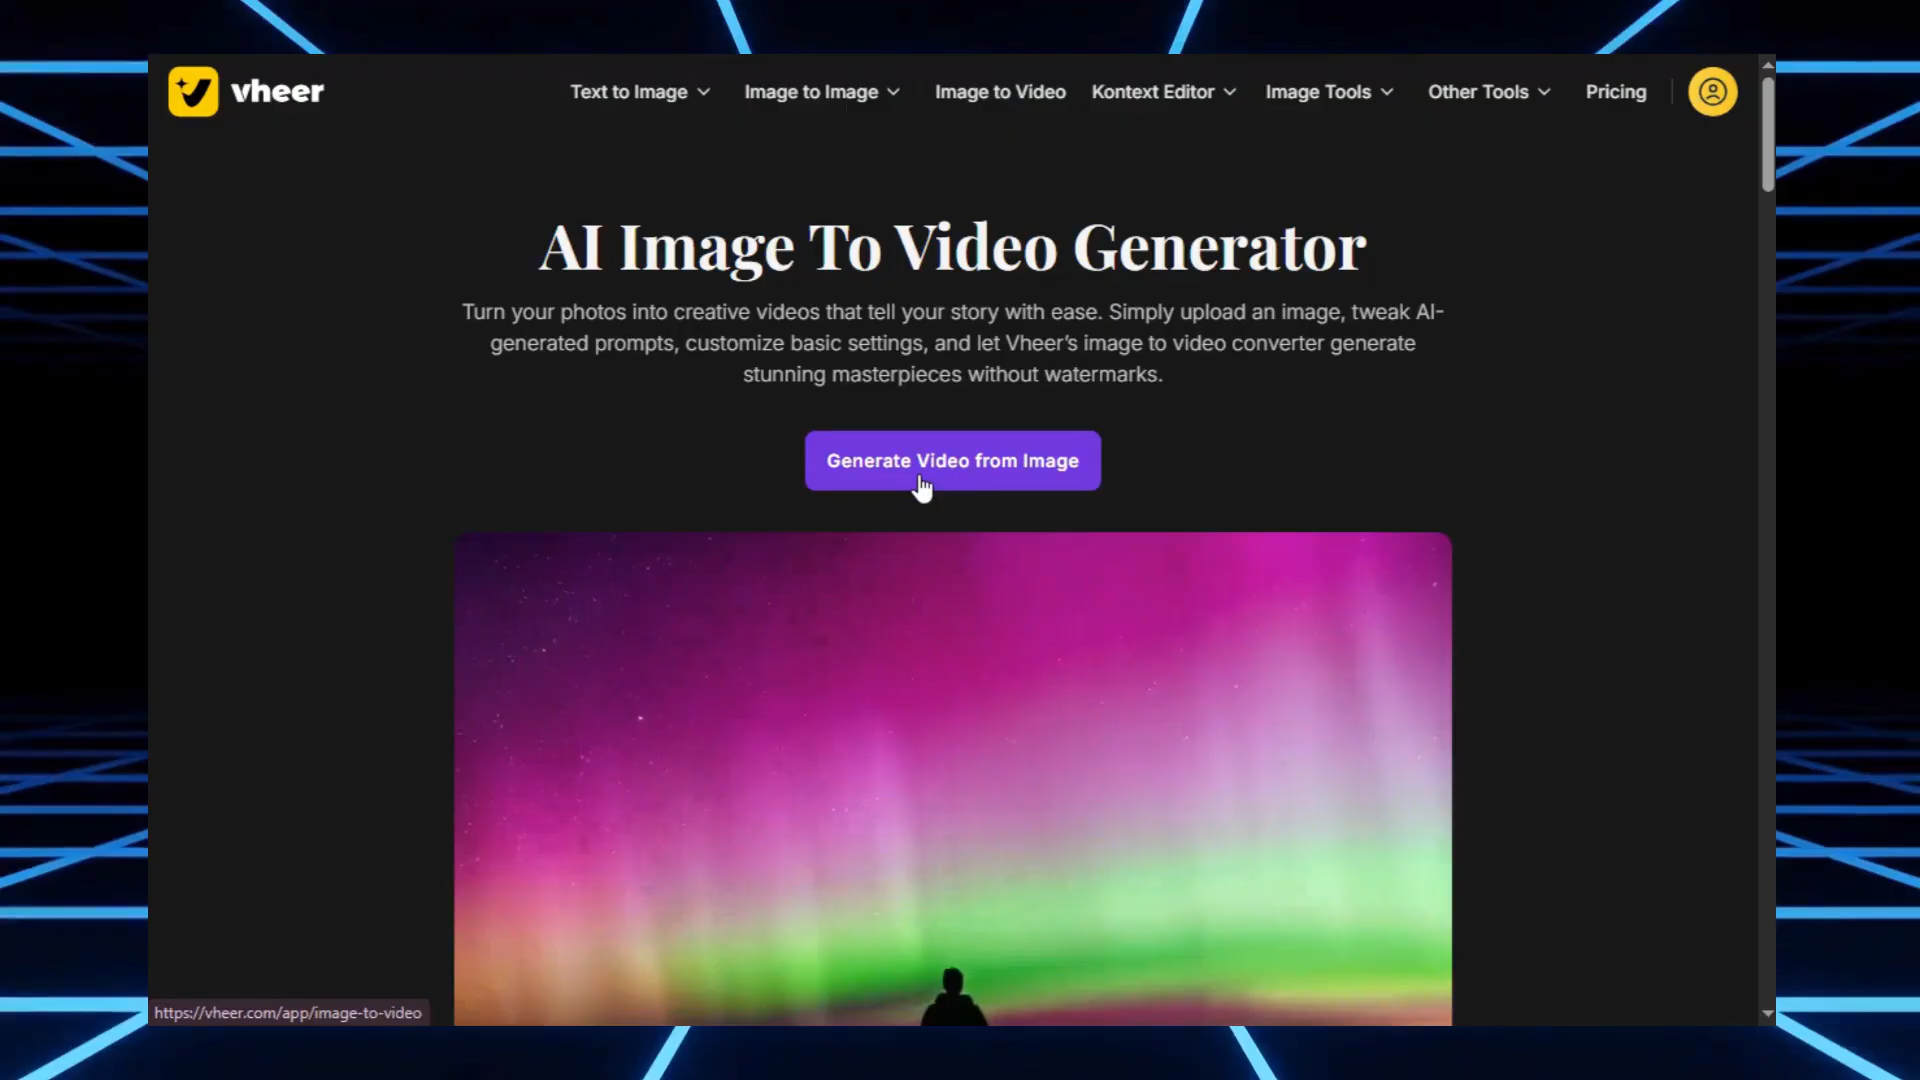 vheer
Text to Image
Image to Image
Image to Video
Kontext Editor
Image Tools
Other Tools
Pricing
AI Image To Video Generator
Turn your photos into creative videos that tell your story with ease. Simply upload an image, tweak AI-
generated prompts, customize basic settings, and let Vheer’s image to video converter generate
stunning masterpieces without watermarks.
Generate Video from Image
https://vheer.com/app/image-to-video